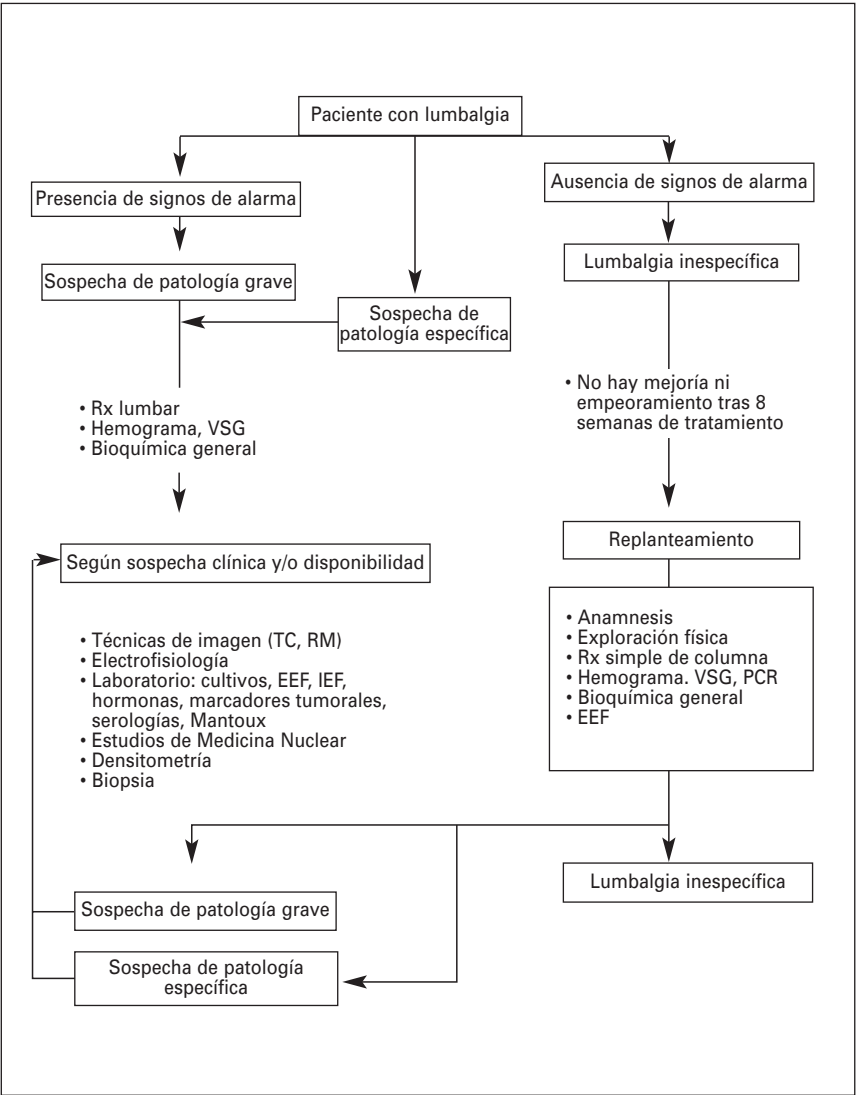 Paciente con lumbalgia
Presencia de signos de alarma
Ausencia de signos de alarma
Sospecha de patología grave
Lumbalgia inespecífica
Sospecha de
patología específica
• Rx lumbar
• Hemograma, VSG
• Bioquímica general
• No hay mejoría ni
empeoramiento tras 8
semanas de tratamiento
Según sospecha clínica y/o disponibilidad
Replanteamiento
• Técnicas de imagen (TC, RM)
• Electrofisiología
• Laboratorio: cultivos, EEF, IEF,
hormonas, marcadores tumorales,
serologías, Mantoux
• Estudios de Medicina Nuclear
• Densitometría
• Biopsia
• Anamnesis
• Exploración física
• Rx simple de columna
• Hemograma. VSG, PCR
• Bioquímica general
• EEF
Sospecha de patología grave
Lumbalgia inespecífica
Sospecha de patología
específica